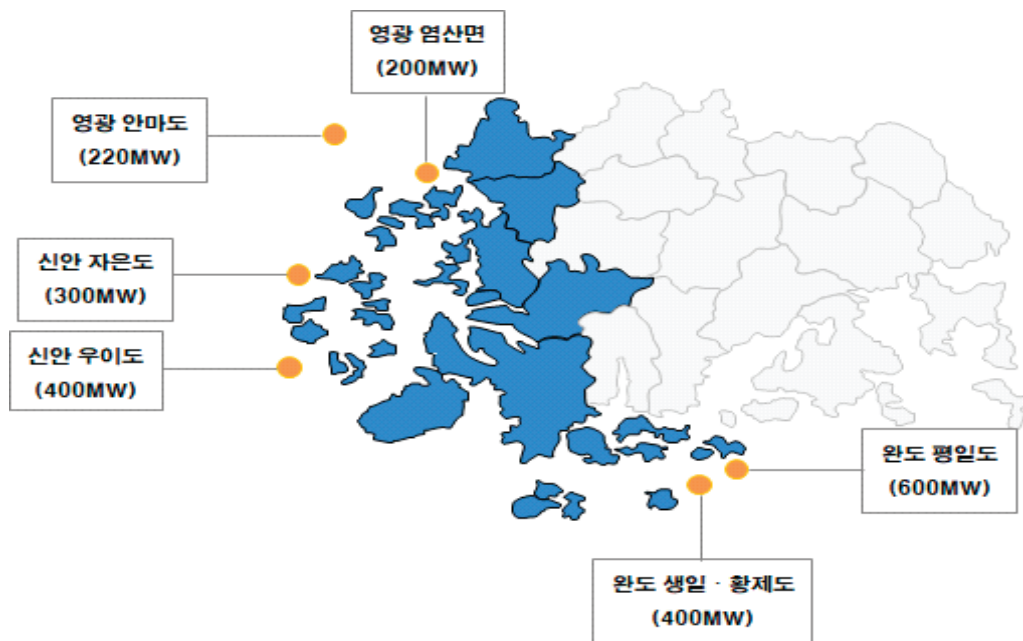 영광 염산면
(200MW)
영광 안마도
(220MW)
신안 자은도
(300MW)
신안 우이도
(400MW)
완도 평일도
(600MW)
완도 생일 · 황제도
(400MW)